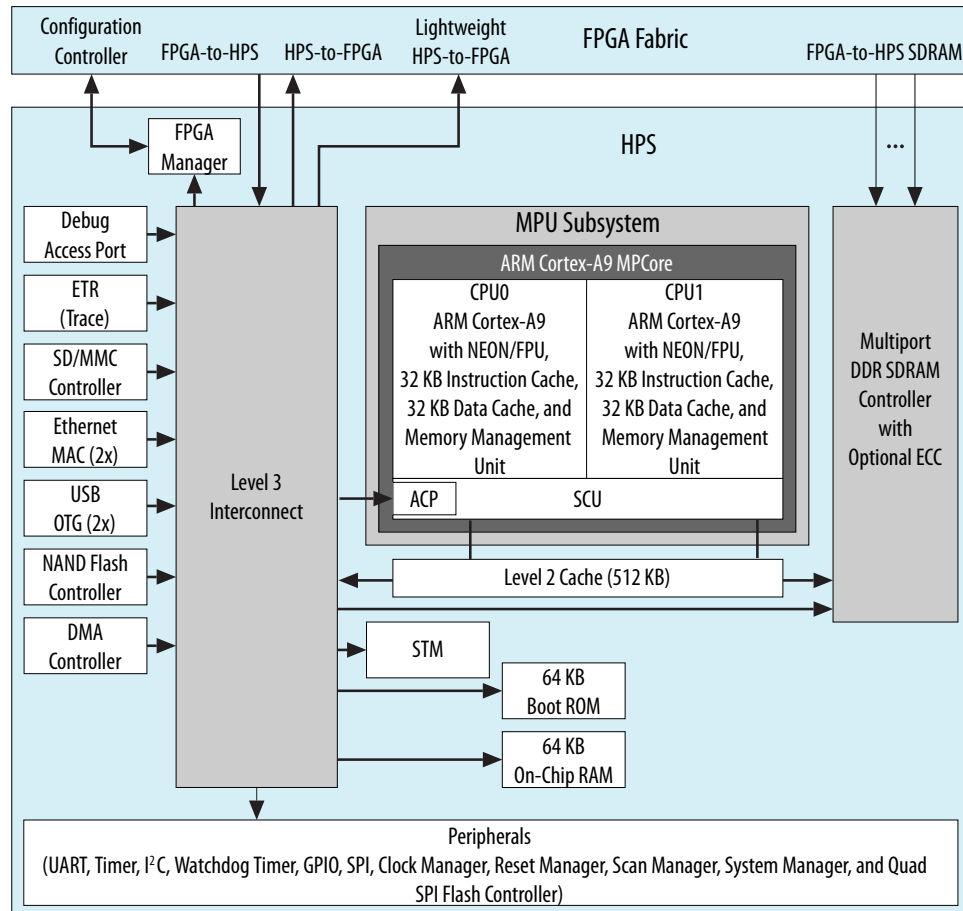 Configuration
Controller
FPGA-to-HPS
HPS-to-FPGA
Lightweight
HPS-to-FPGA
FPGA Fabric
FPGA-to-HPS SDRAM
FPGA
Manager
HPS
...
Debug
Access Port
ETR
(Trace)
SD/MMC
Controller
Ethernet
MAC (2x)
USB
OTG (2x)
NAND Flash
Controller
DMA
Controller
Level 3
Interconnect
MPU Subsystem
ARM Cortex-A9 MPCore
CPU0
ARM Cortex-A9
with NEON/FPU,
32 KB Instruction Cache,
32 KB Data Cache, and
Memory Management
Unit
CPU1
ARM Cortex-A9
with NEON/FPU,
32 KB Instruction Cache,
32 KB Data Cache, and
Memory Management
Unit
ACP
SCU
Level 2 Cache (512 KB)
Multiport
DDR SDRAM
Controller
with
Optional ECC
STM
64 KB
Boot ROM
64 KB
On-Chip RAM
Peripherals
(UART, Timer, I²C, Watchdog Timer, GPIO, SPI, Clock Manager, Reset Manager, Scan Manager, System Manager, and Quad
SPI Flash Controller)